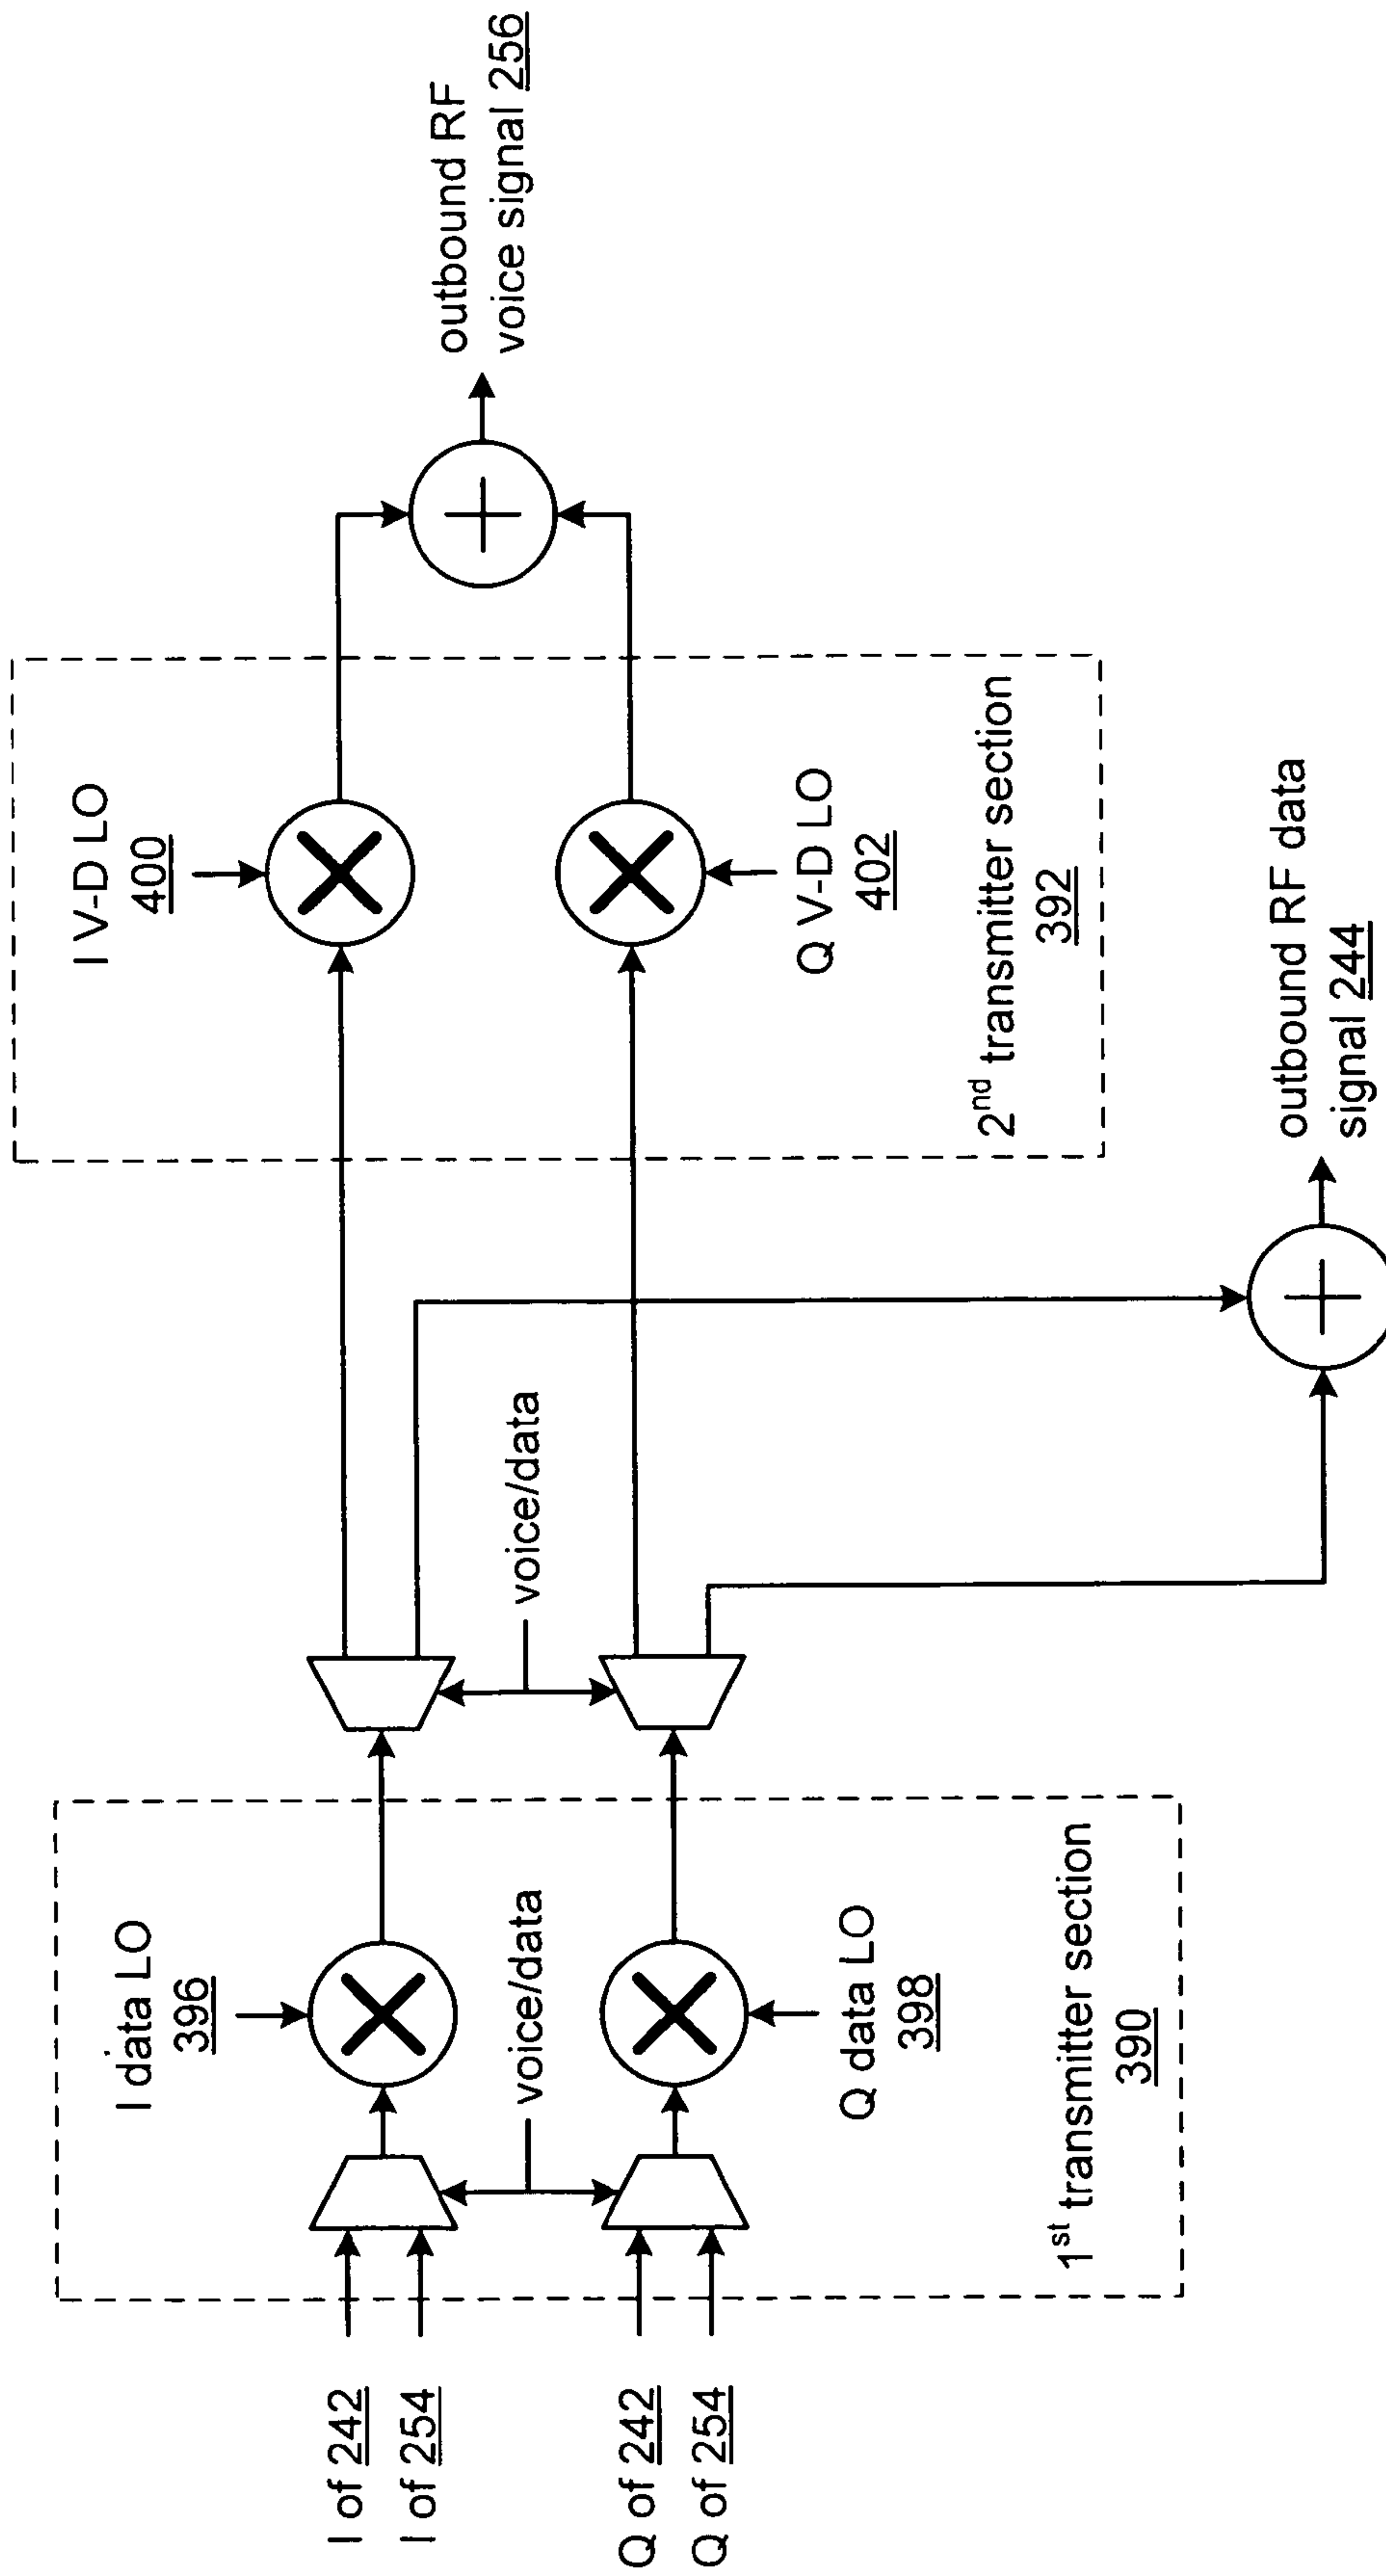 I of 242
I of 254
Q of 242
Q of 254
I data LO
396
voice/data
Q data LO
398
1st transmitter section
390
voice/data
I V-D LO
400
Q V-D LO
402
2nd transmitter section
392
outbound RF
voice signal 256
outbound RF data
signal 244